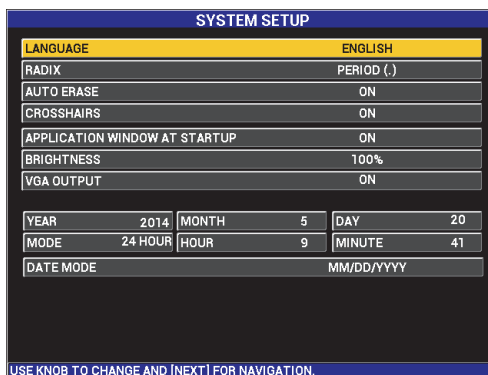 SYSTEM SETUP
LANGUAGE ENGLISH
RADIX PERIOD (.)
AUTO ERASE ON
CROSSHAIRS ON
APPLICATION WINDOW AT STARTUP ON
BRIGHTNESS 100%
VGA OUTPUT ON
YEAR 2014 MONTH 5 DAY 20
MODE 24 HOUR HOUR 9 MINUTE 41
DATE MODE MM/DD/YYYY
USE KNOB TO CHANGE AND [NEXT] FOR NAVIGATION.